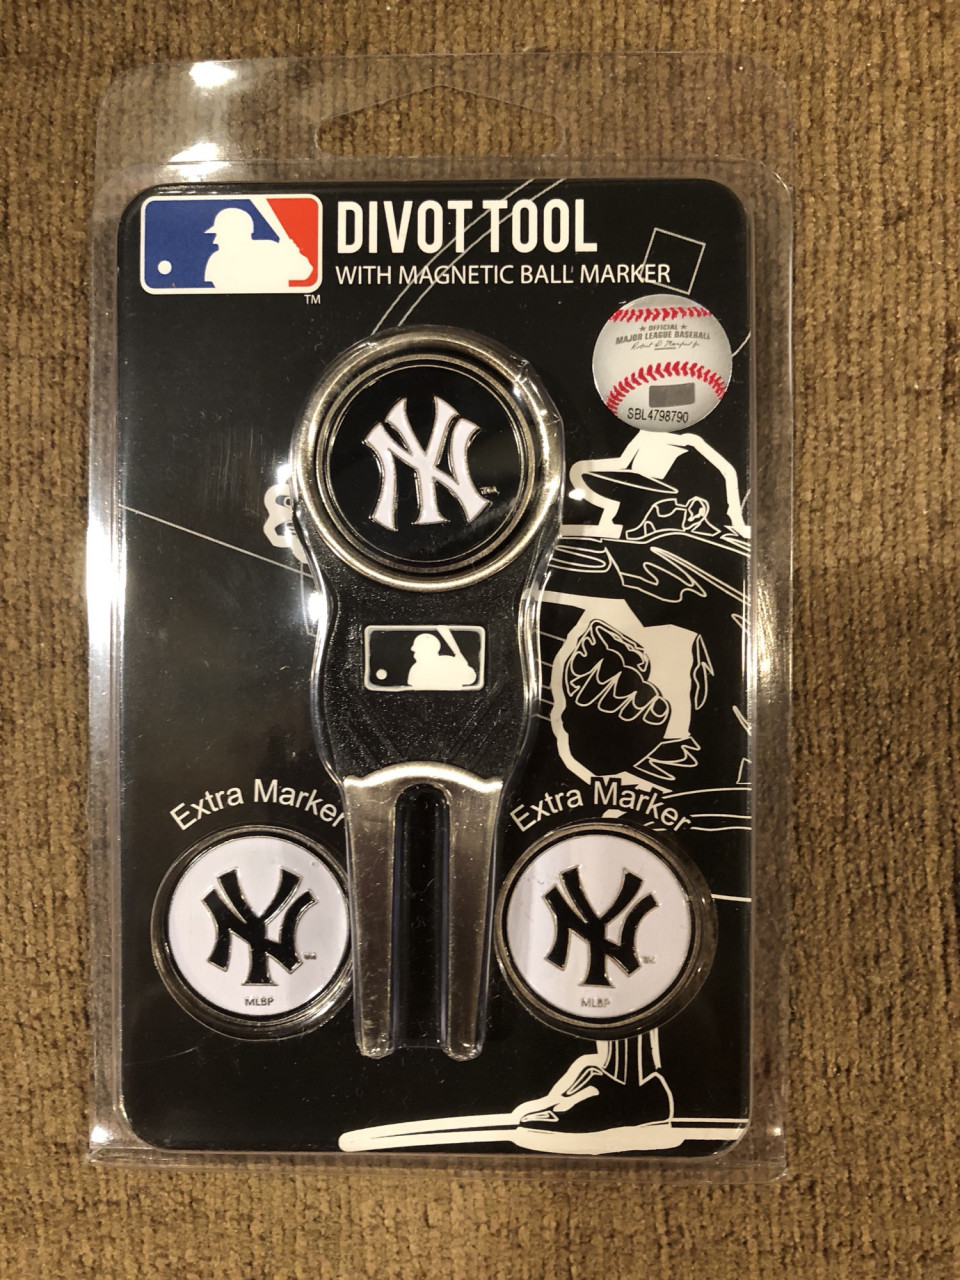 DIVOT TOOL
WITH MAGNETIC BALL MARKER
TM
OFFICIAL
MAJOR LEAGUE BASEBALL
SBL4798790
NY
Extra Marker
Extra Marker
NY
MLBP
NY
MLBP